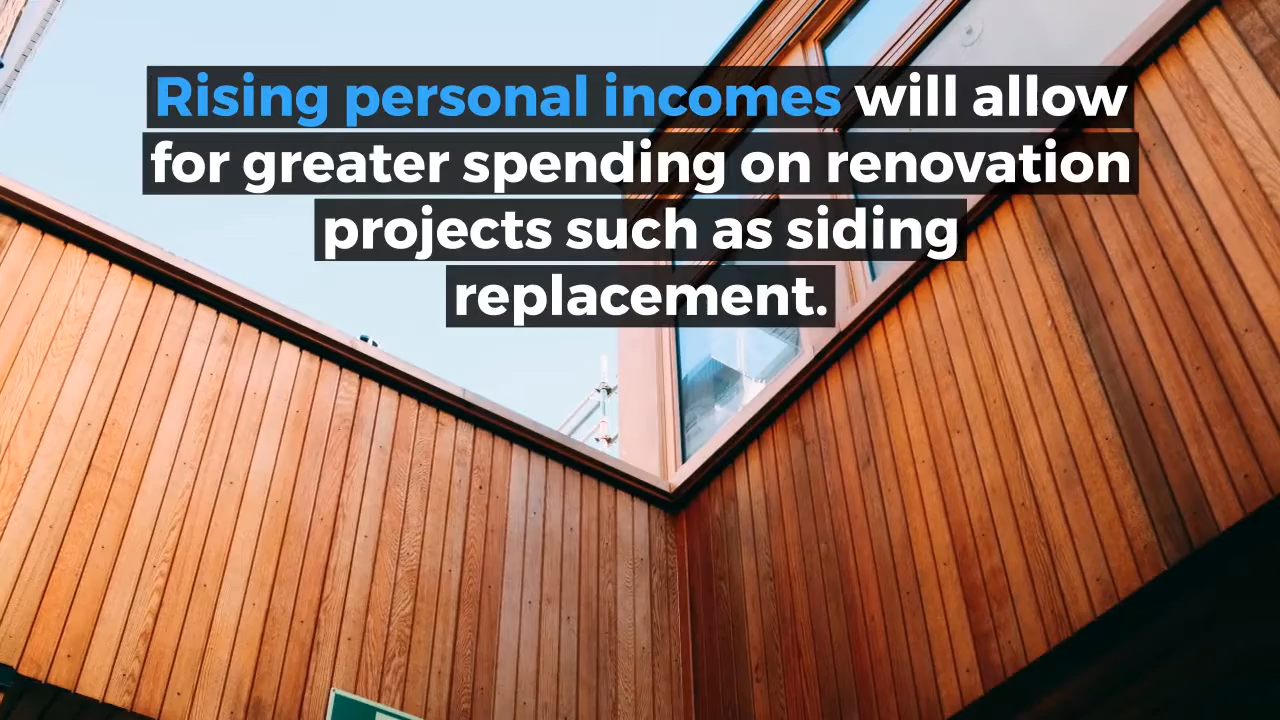 Rising personal incomes will allow
for greater spending on renovation
projects such as siding
replacement.